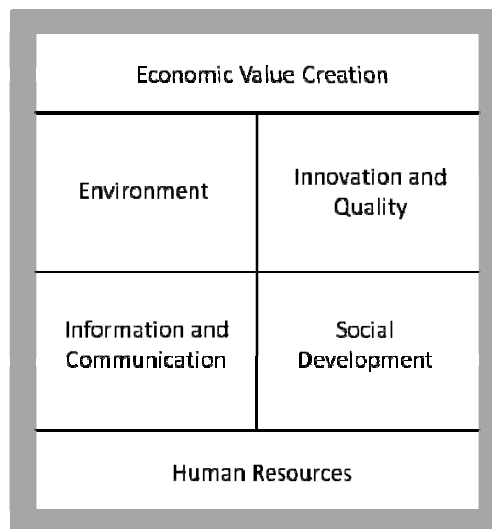 Economic Value Creation
Environment
Innovation and
Quality
Information and
Communication
Social
Development
Human Resources